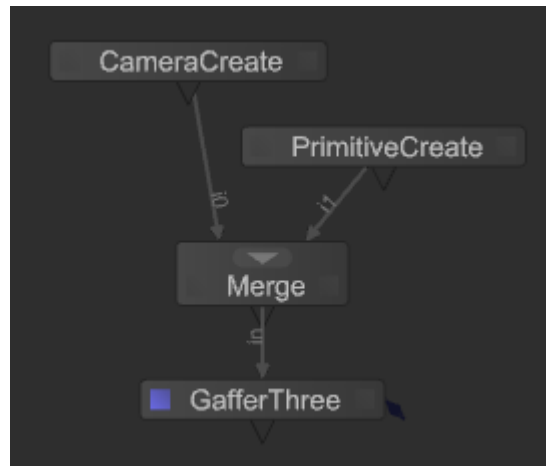 CameraCreate
PrimitiveCreate
i0
i1
Merge
in
GafferThree